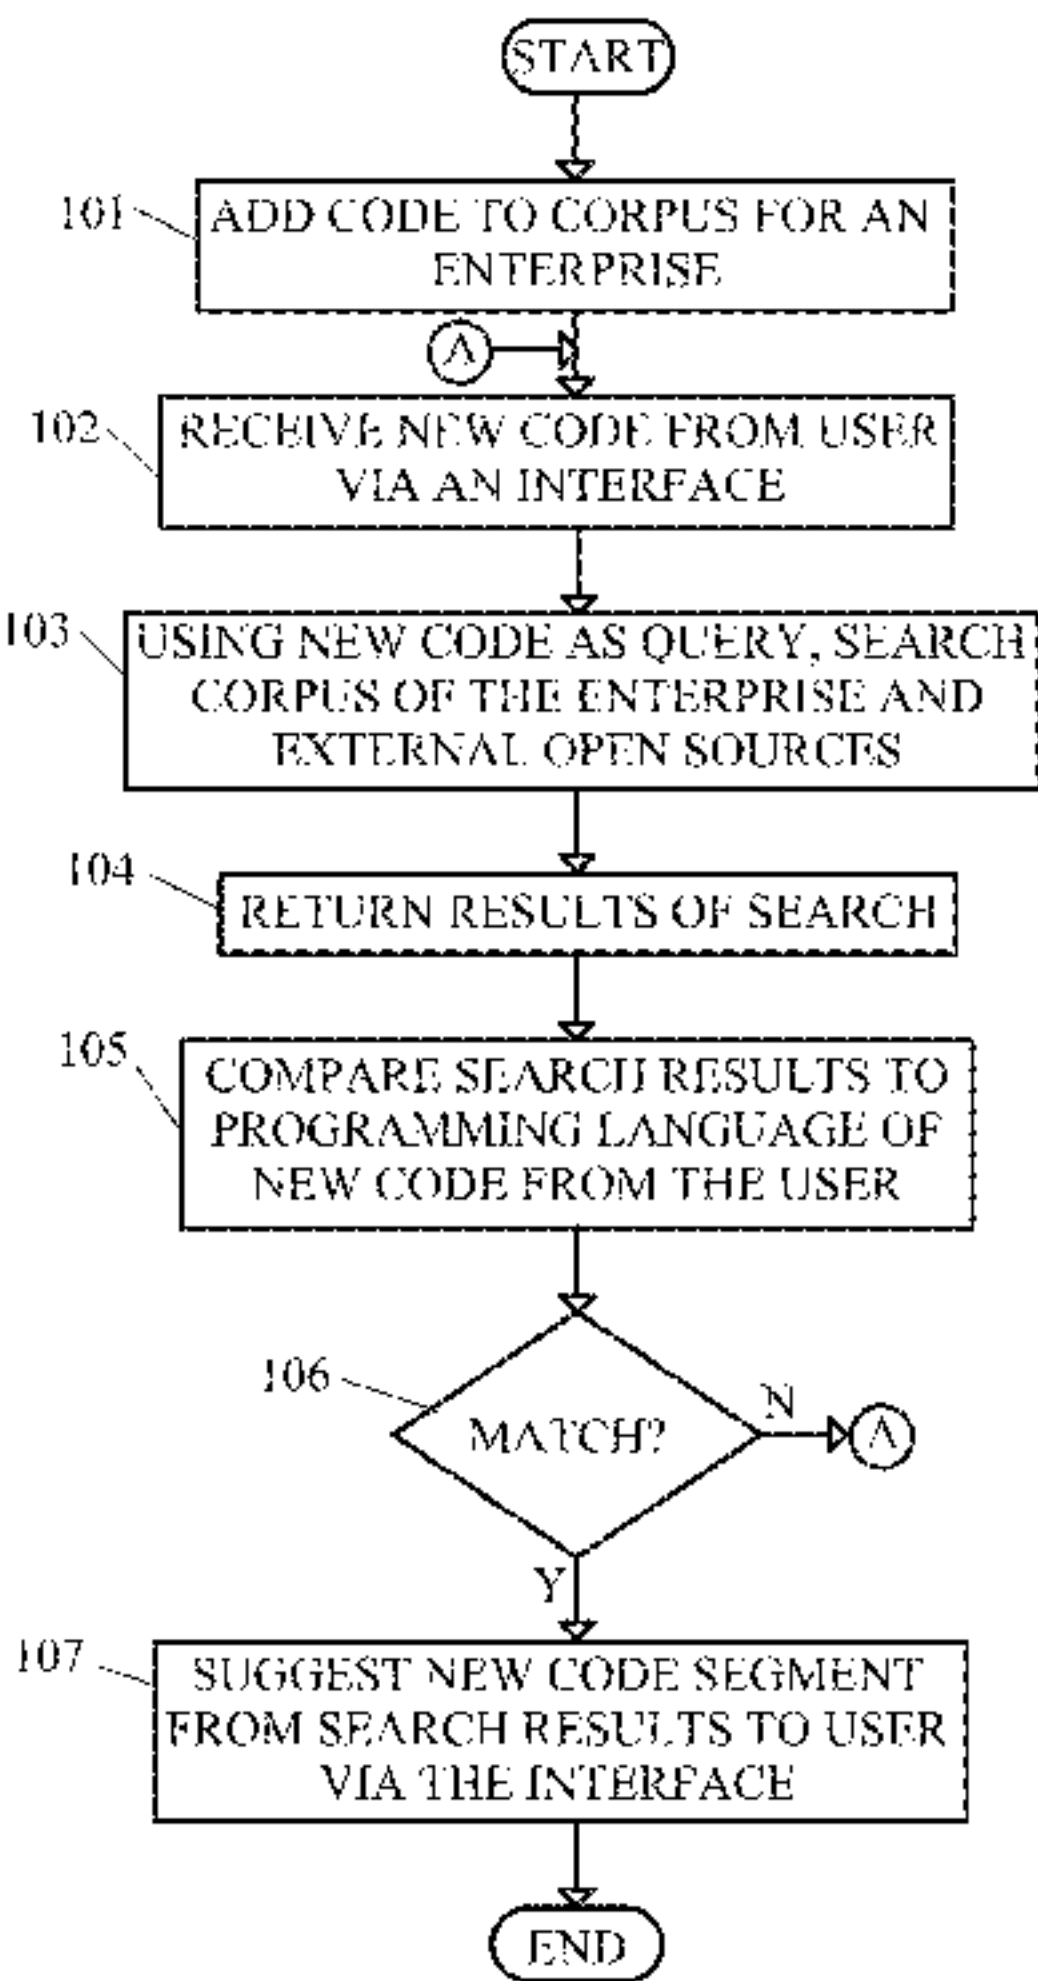 START
101
ADD CODE TO CORPUS FOR AN
ENTERPRISE
A
102
RECEIVE NEW CODE FROM USER
VIA AN INTERFACE
103
USING NEW CODE AS QUERY, SEARCH
CORPUS OF THE ENTERPRISE AND
EXTERNAL OPEN SOURCES
104
RETURN RESULTS OF SEARCH
105
COMPARE SEARCH RESULTS TO
PROGRAMMING LANGUAGE OF
NEW CODE FROM THE USER
106
MATCH?
N
A
Y
107
SUGGEST NEW CODE SEGMENT
FROM SEARCH RESULTS TO USER
VIA THE INTERFACE
END